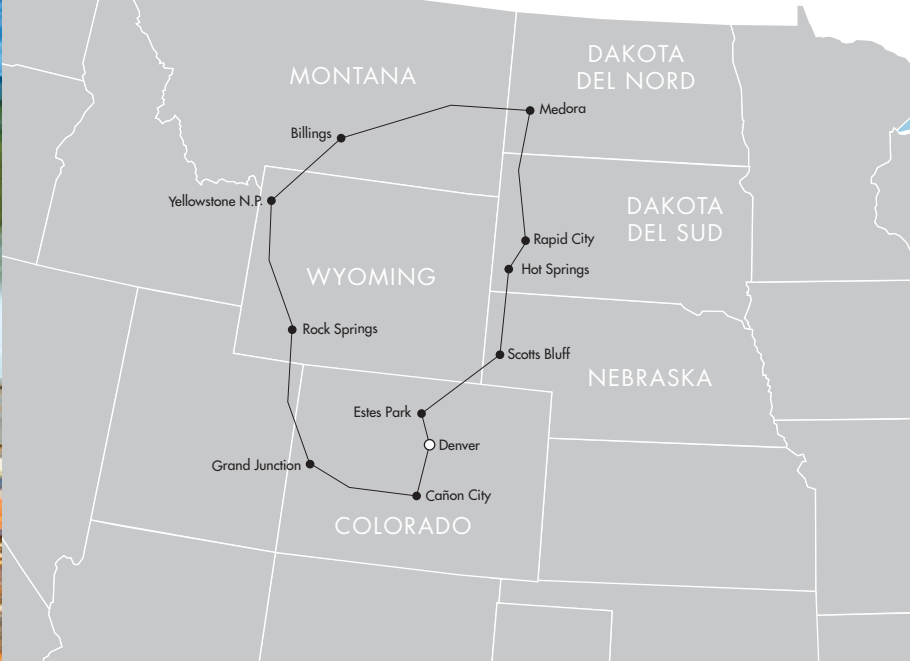 DAKOTA
DEL NORD
MONTANA
Medora
Billings
Yellowstone N.P.
DAKOTA
DEL SUD
Rapid City
Hot Springs
WYOMING
Rock Springs
Scotts Bluff
NEBRASKA
Estes Park
Denver
Grand Junction
Cañon City
COLORADO